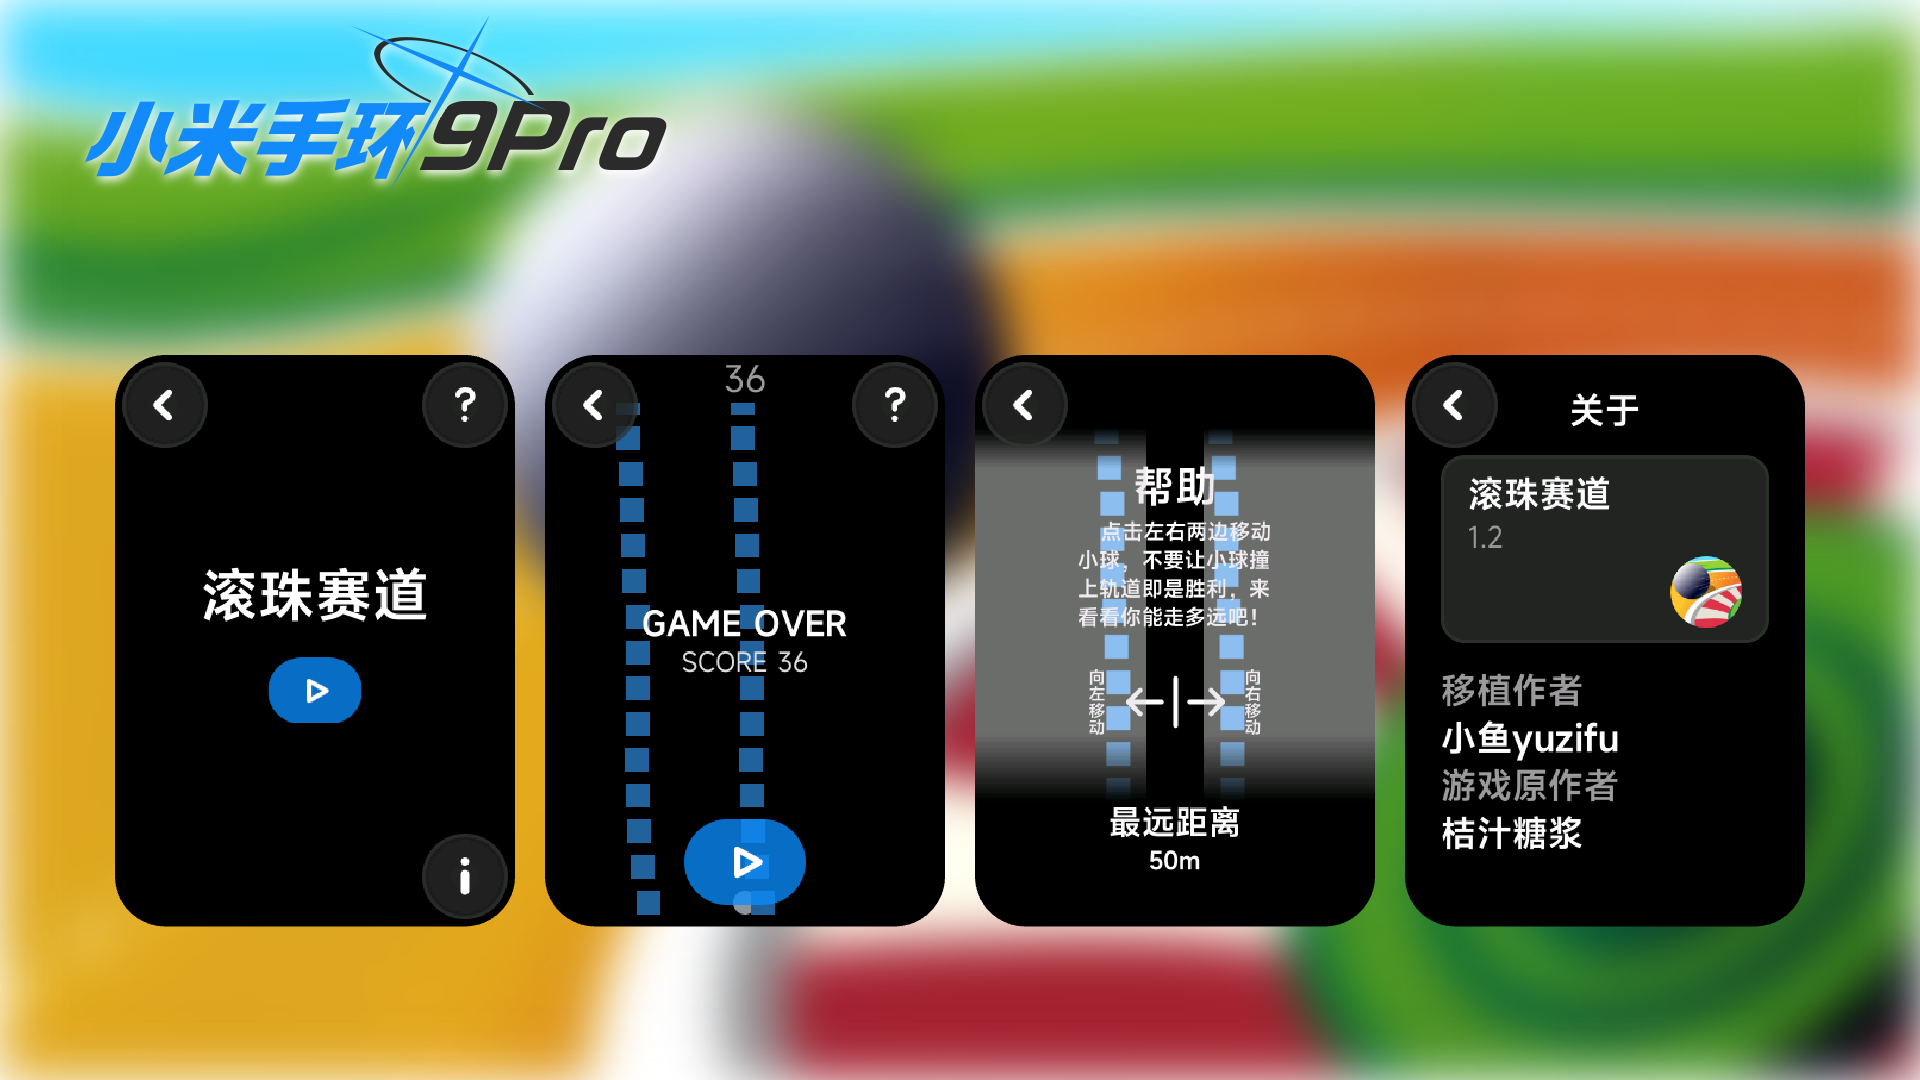 小米手环9Pro
滚珠赛道
36
GAME OVER
SCORE 36
帮助
点击左右两边移动
小球，不要让小球撞
上轨道即是胜利，来
看看你能走多远吧！
向左移动
向右移动
最远距离
50m
关于
滚珠赛道
1.2
移植作者
小鱼yuzifu
游戏原作者
桔汁糖浆